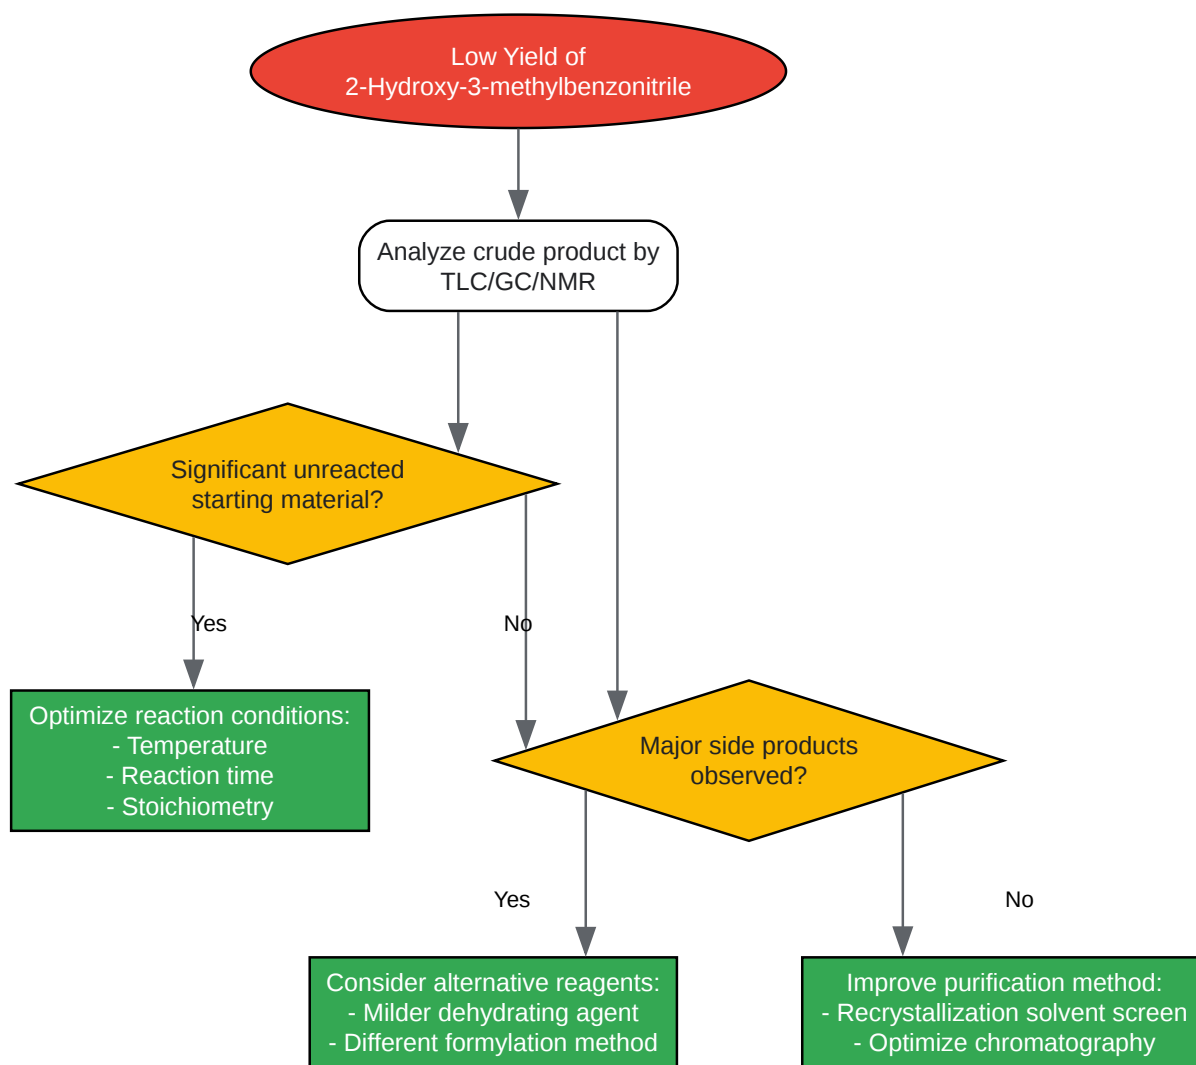 Low Yield of
2-Hydroxy-3-methylbenzonitrile
Analyze crude product by
TLC/GC/NMR
Significant unreacted
starting material?
Yes
No
Optimize reaction conditions:
- Temperature
- Reaction time
- Stoichiometry
Major side products
observed?
Yes
No
Consider alternative reagents:
- Milder dehydrating agent
- Different formylation method
Improve purification method:
- Recrystallization solvent screen
- Optimize chromatography